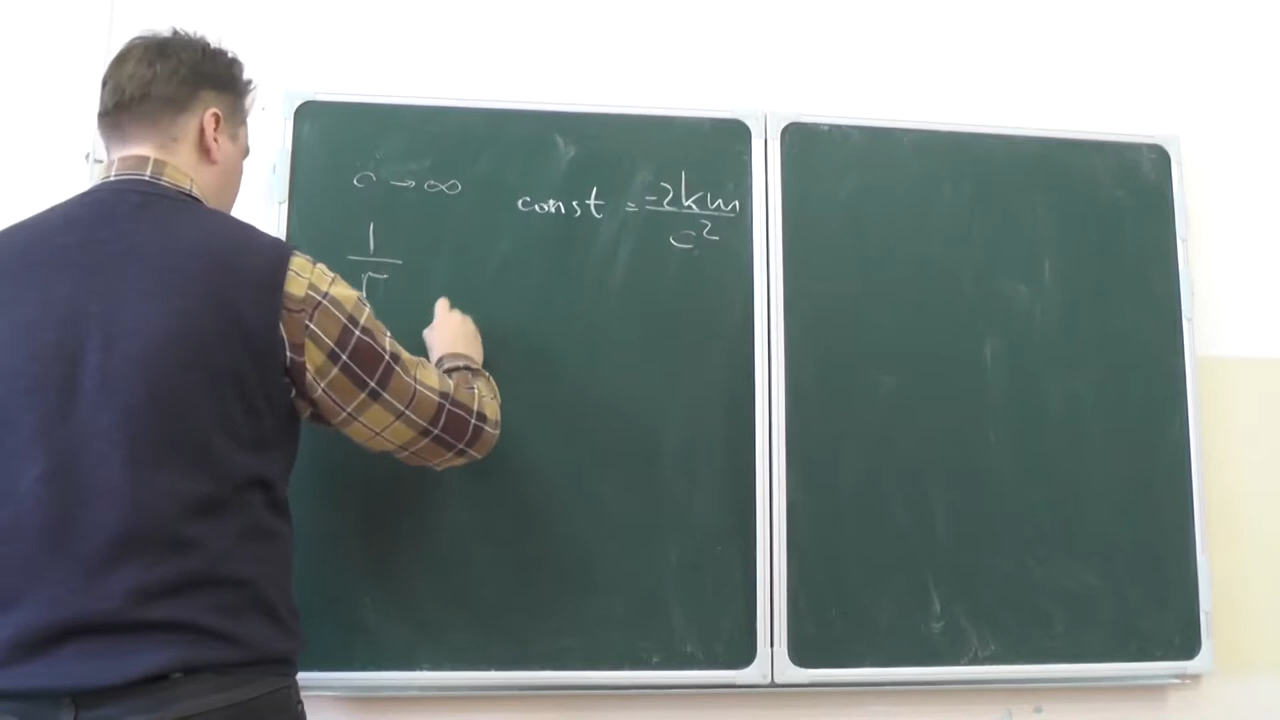 c → ∞
const = -2km/c²
1/r